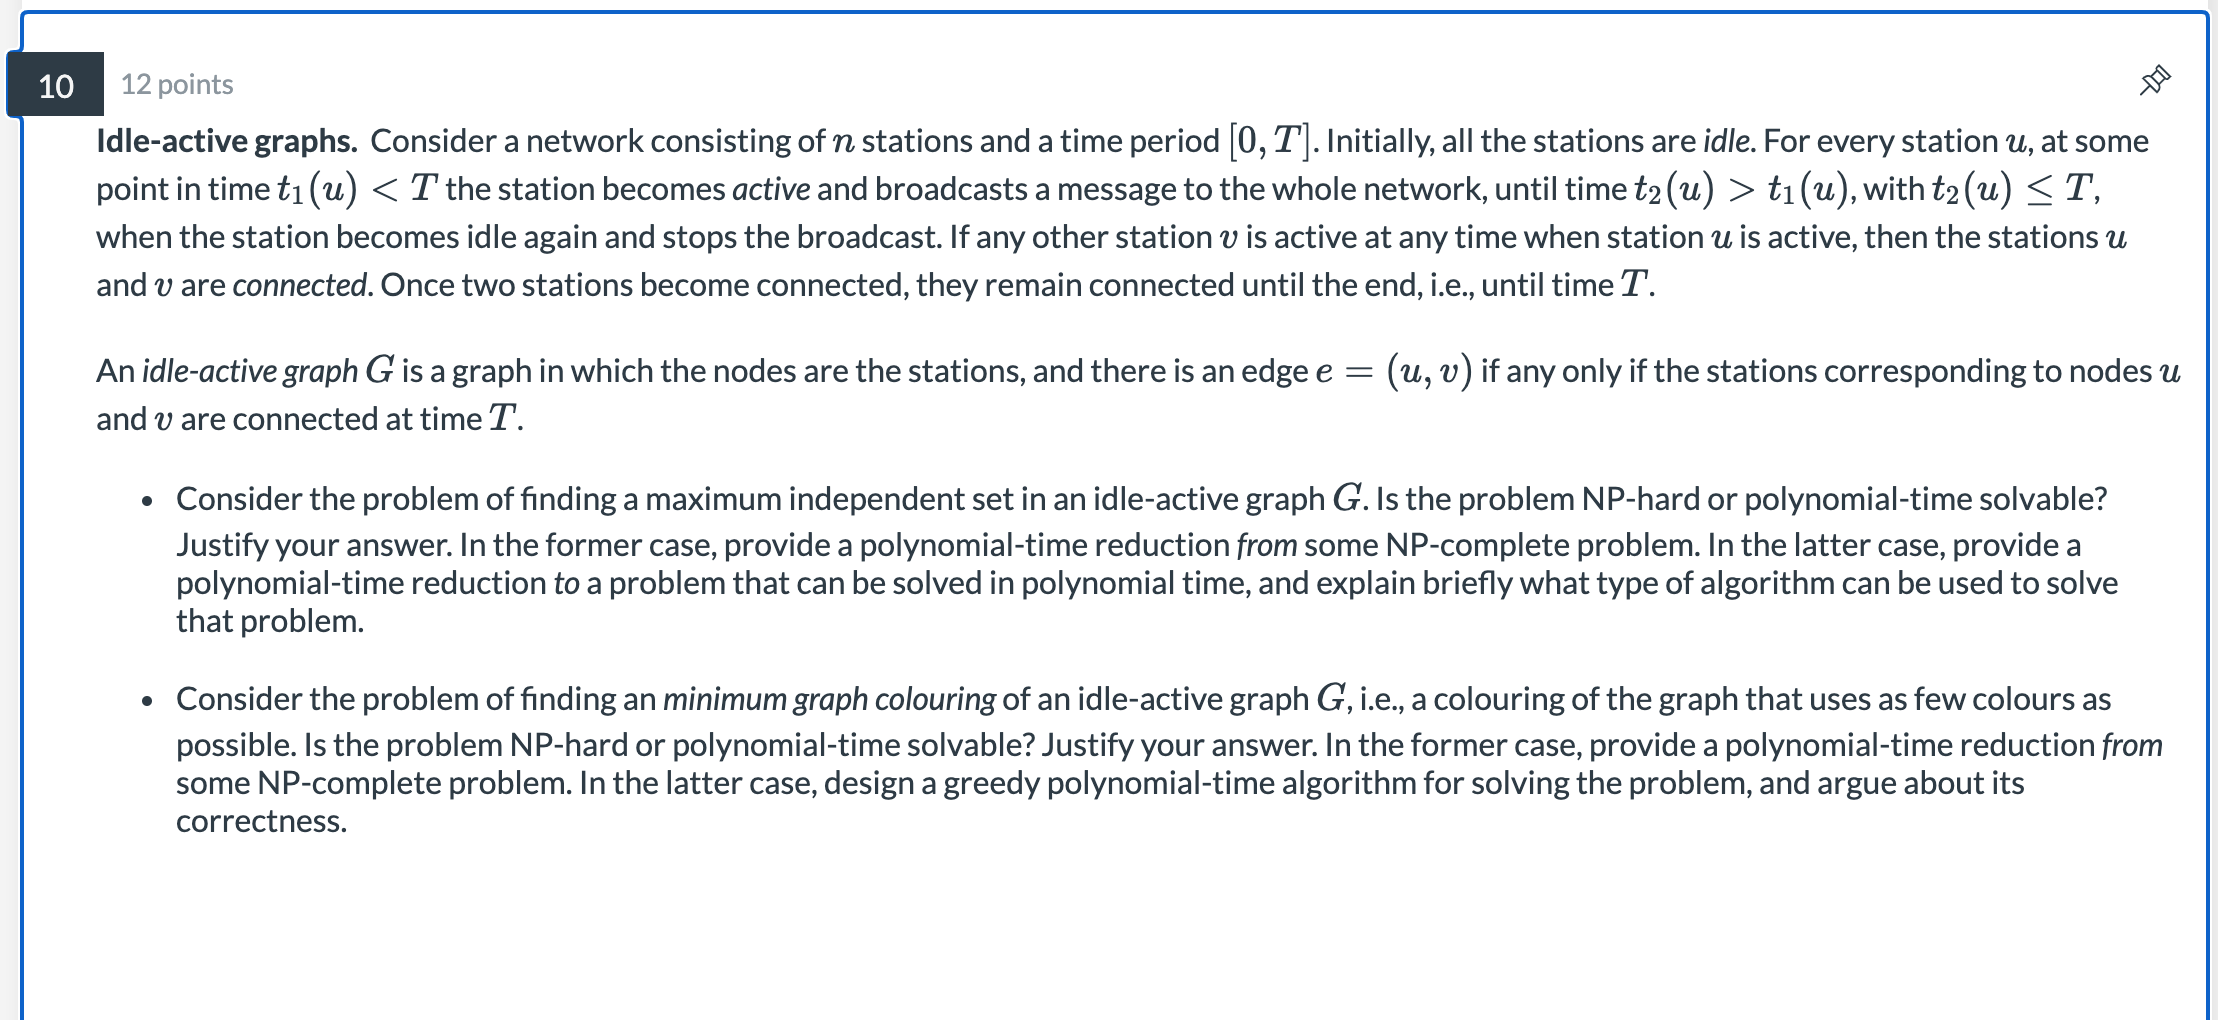 10
12 points
Idle-active graphs. Consider a network consisting of n stations and a time period [0, T]. Initially, all the stations are idle. For every station u, at some
point in time t₁(u) < T the station becomes active and broadcasts a message to the whole network, until time t₂(u) > t₁(u), with t₂(u) ≤ T,
when the station becomes idle again and stops the broadcast. If any other station v is active at any time when station u is active, then the stations u
and v are connected. Once two stations become connected, they remain connected until the end, i.e., until time T.
An idle-active graph G is a graph in which the nodes are the stations, and there is an edge e = (u, v) if any only if the stations corresponding to nodes u
and v are connected at time T.
• Consider the problem of finding a maximum independent set in an idle-active graph G. Is the problem NP-hard or polynomial-time solvable?
Justify your answer. In the former case, provide a polynomial-time reduction from some NP-complete problem. In the latter case, provide a
polynomial-time reduction to a problem that can be solved in polynomial time, and explain briefly what type of algorithm can be used to solve
that problem.
• Consider the problem of finding an minimum graph colouring of an idle-active graph G, i.e., a colouring of the graph that uses as few colours as
possible. Is the problem NP-hard or polynomial-time solvable? Justify your answer. In the former case, provide a polynomial-time reduction from
some NP-complete problem. In the latter case, design a greedy polynomial-time algorithm for solving the problem, and argue about its
correctness.